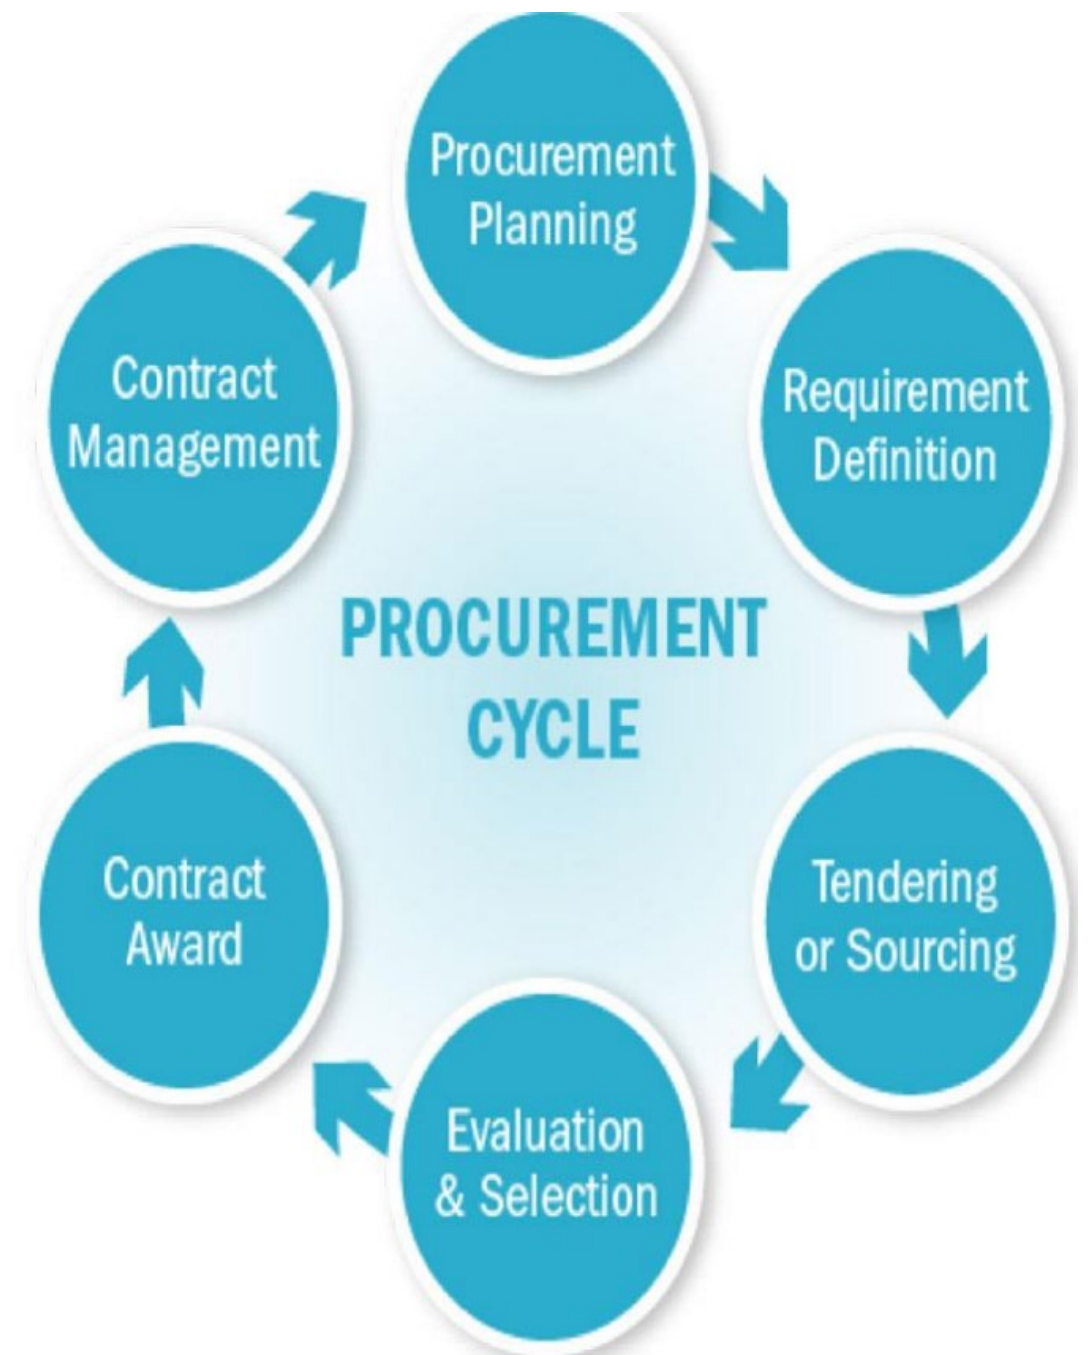 Procurement
Planning
Requirement
Definition
Tendering
or Sourcing
Evaluation
& Selection
Contract
Award
Contract
Management
PROCUREMENT
CYCLE